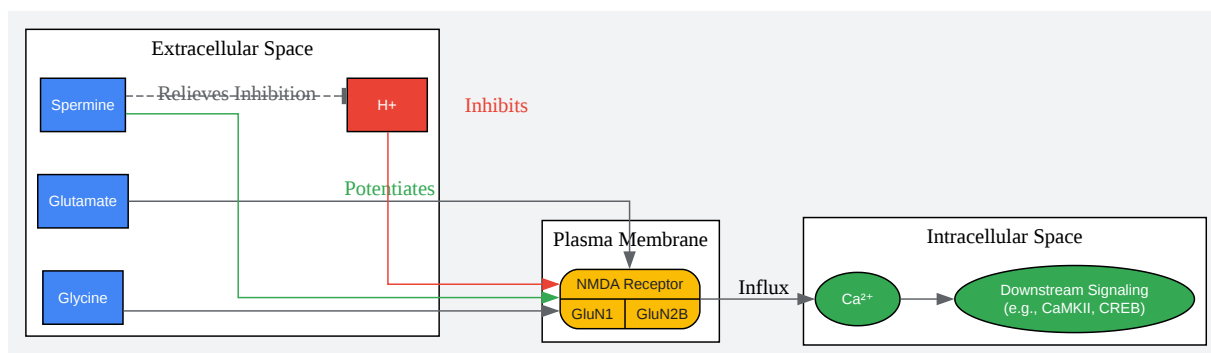 Extracellular Space
Spermine
Relieves Inhibition
H+
Inhibits
Glutamate
Potentiates
Glycine
Plasma Membrane
NMDA Receptor
GluN1
GluN2B
Influx
Intracellular Space
Ca²⁺
Downstream Signaling
(e.g., CaMKII, CREB)